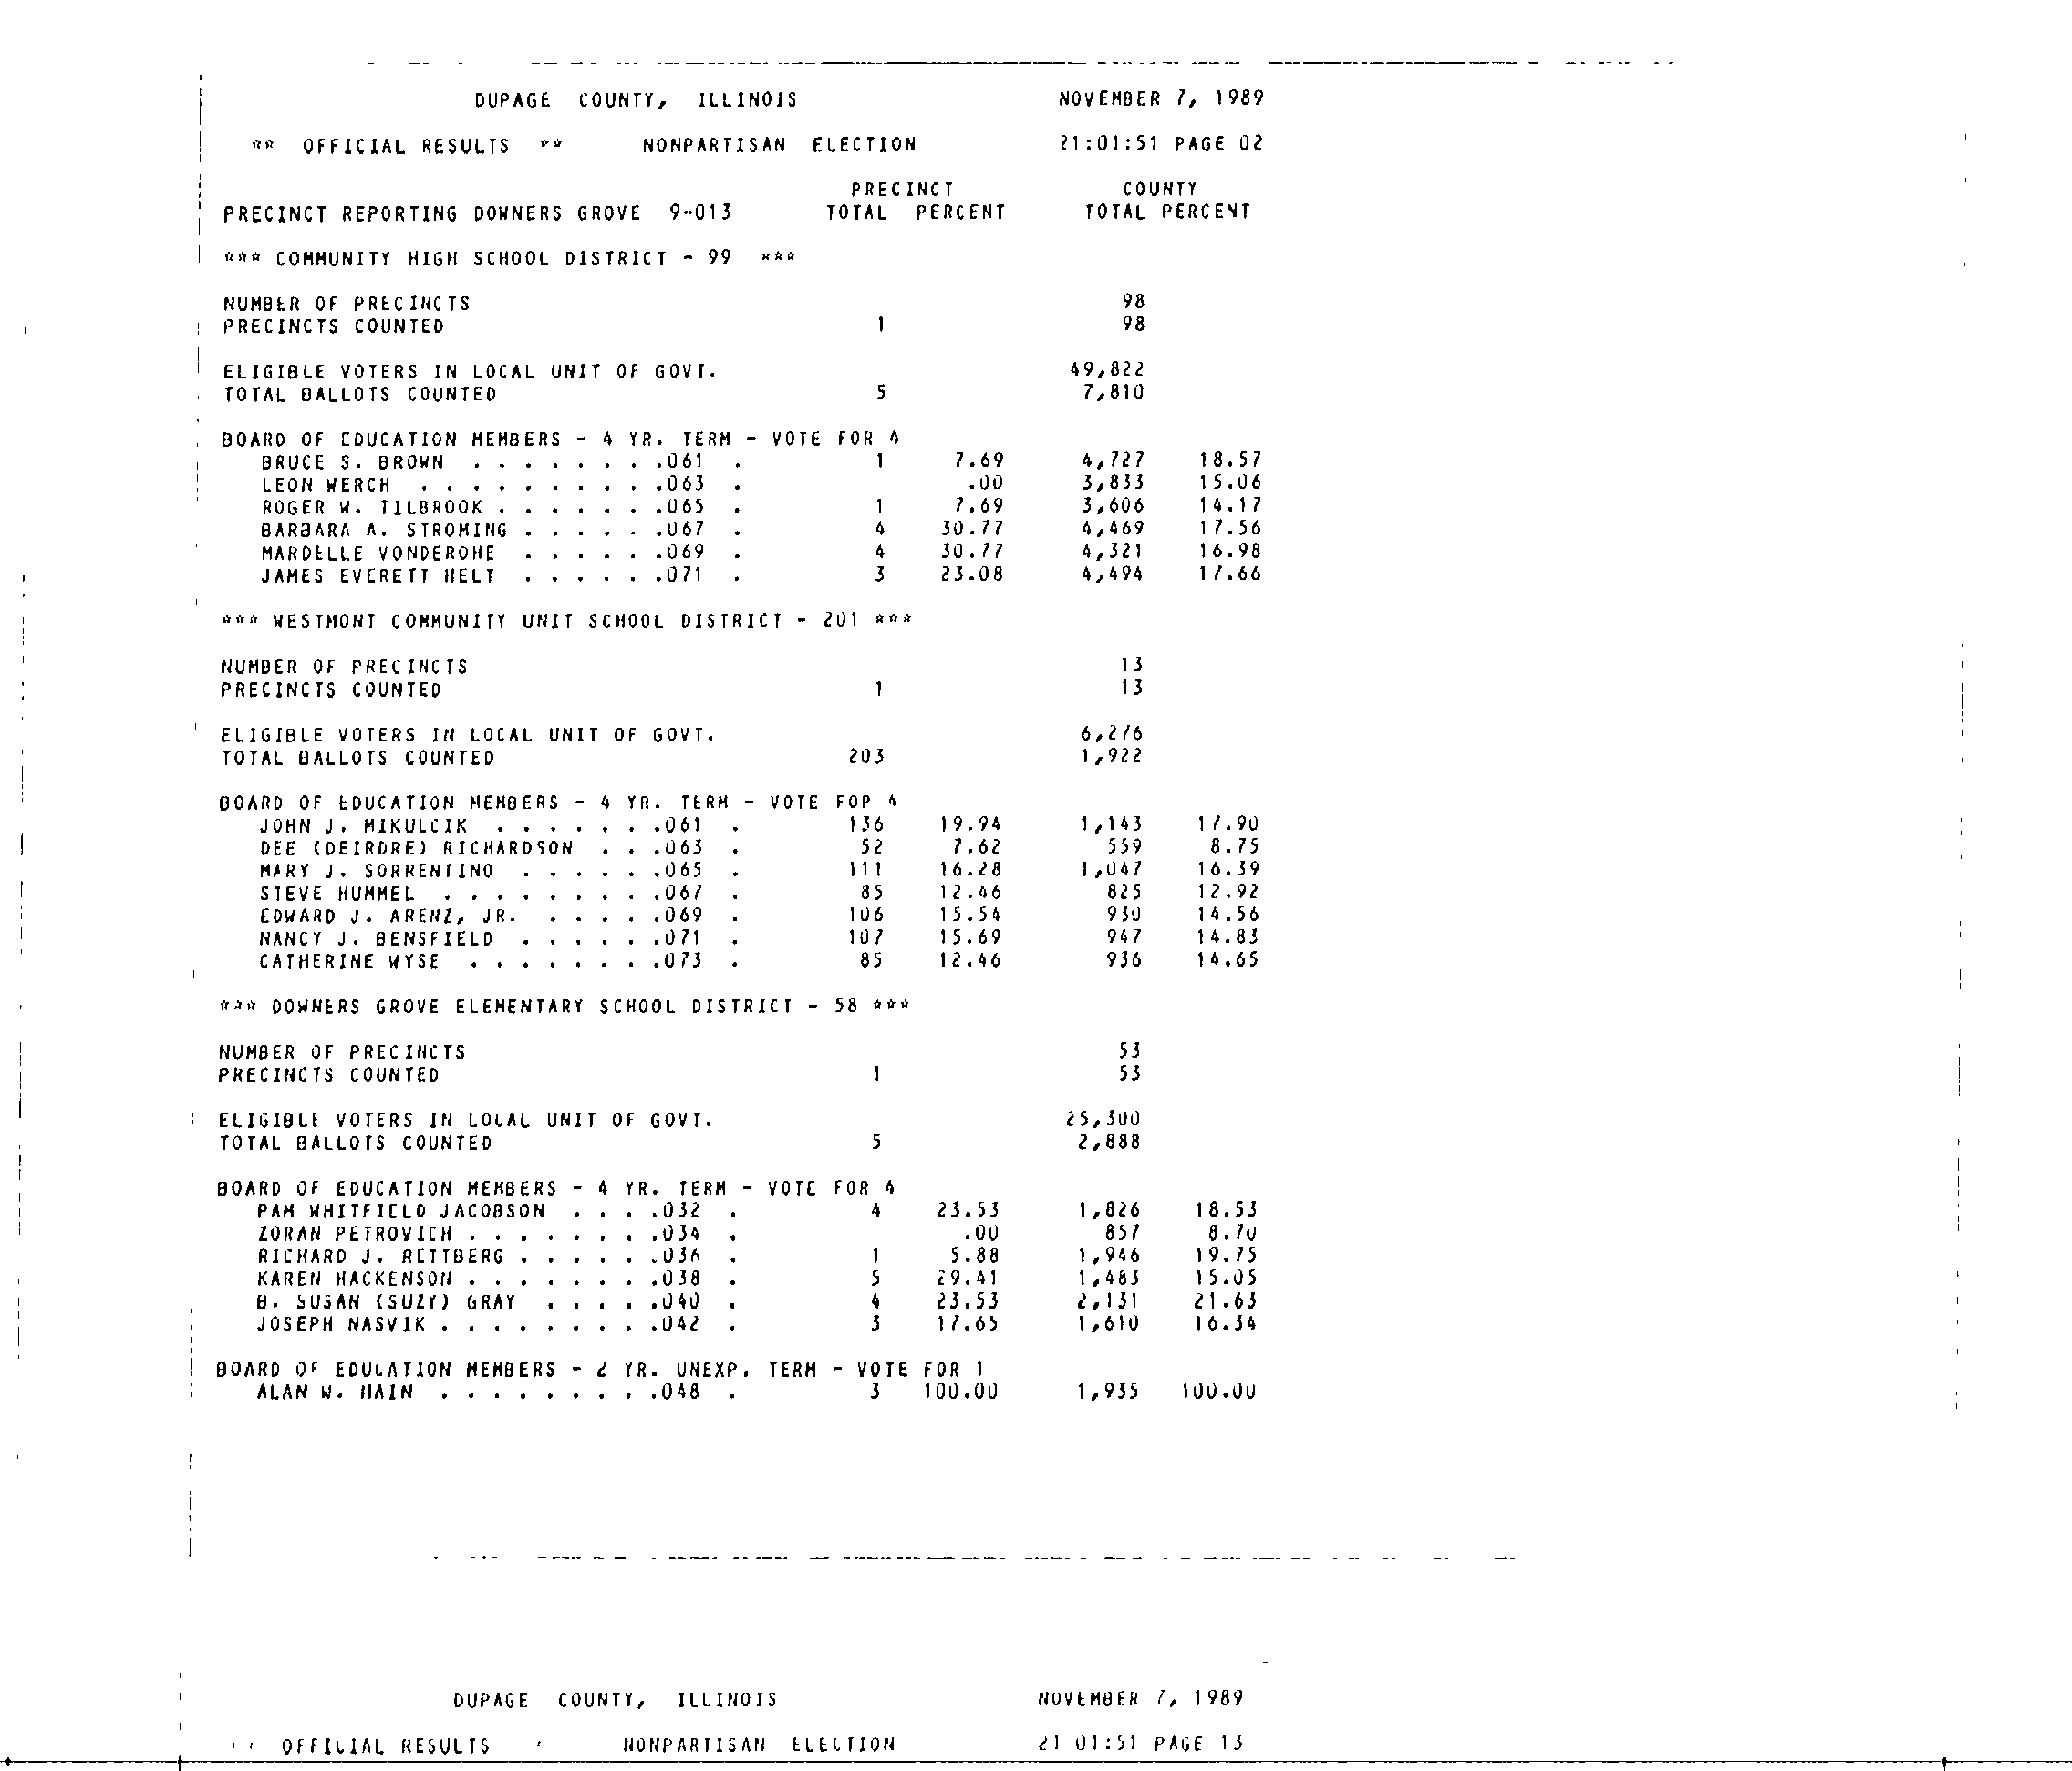 DUPAGE COUNTY, ILLINOIS NOVEMBER 7, 1989
** OFFICIAL RESULTS ** NONPARTISAN ELECTION 21:01:51 PAGE 02
PRECINCT COUNTY
PRECINCT REPORTING DOWNERS GROVE 9-013 TOTAL PERCENT TOTAL PERCENT
*** COMMUNITY HIGH SCHOOL DISTRICT - 99 ***
NUMBER OF PRECINCTS 98
PRECINCTS COUNTED 1 98
ELIGIBLE VOTERS IN LOCAL UNIT OF GOVT. 49,822
TOTAL BALLOTS COUNTED 5 7,810
BOARD OF EDUCATION MEMBERS - 4 YR. TERM - VOTE FOR 4
BRUCE S. BROWN . . . . . . . .061 . 1 7.69 4,727 18.57
LEON WERCH . . . . . . . . . .063 . .00 3,833 15.06
ROGER W. TILBROOK . . . . . . .065 . 1 7.69 3,606 14.17
BARBARA A. STROMING . . . . . .067 . 4 30.77 4,469 17.56
MARDELLE VONDEROHE . . . . . .069 . 4 30.77 4,321 16.98
JAMES EVERETT HELT . . . . . .071 . 3 23.08 4,494 17.66
*** WESTMONT COMMUNITY UNIT SCHOOL DISTRICT - 201 ***
NUMBER OF PRECINCTS 13
PRECINCTS COUNTED 1 13
ELIGIBLE VOTERS IN LOCAL UNIT OF GOVT. 6,276
TOTAL BALLOTS COUNTED 203 1,922
BOARD OF EDUCATION MEMBERS - 4 YR. TERM - VOTE FOR 4
JOHN J. MIKULCIK . . . . . . .061 . 136 19.94 1,143 17.90
DEE (DEIRDRE) RICHARDSON . . .063 . 52 7.62 559 8.75
MARY J. SORRENTINO . . . . . .065 . 111 16.28 1,047 16.39
STEVE HUMMEL . . . . . . . . .067 . 85 12.46 825 12.92
EDWARD J. ARENZ, JR. . . . . .069 . 106 15.54 930 14.56
NANCY J. BENSFIELD . . . . . .071 . 107 15.69 947 14.83
CATHERINE WYSE . . . . . . . .073 . 85 12.46 936 14.65
*** DOWNERS GROVE ELEMENTARY SCHOOL DISTRICT - 58 ***
NUMBER OF PRECINCTS 53
PRECINCTS COUNTED 1 53
ELIGIBLE VOTERS IN LOCAL UNIT OF GOVT. 25,300
TOTAL BALLOTS COUNTED 5 2,888
BOARD OF EDUCATION MEMBERS - 4 YR. TERM - VOTE FOR 4
PAM WHITFIELD JACOBSON . . . .032 . 4 23.53 1,826 18.53
ZORAN PETROVICH . . . . . . . .034 . .00 857 8.70
RICHARD J. RETTBERG . . . . . .036 . 1 5.88 1,946 19.75
KAREN HACKENSON . . . . . . . .038 . 5 29.41 1,483 15.05
B. SUSAN (SUZY) GRAY . . . . .040 . 4 23.53 2,131 21.63
JOSEPH NASVIK . . . . . . . . .042 . 3 17.65 1,610 16.34
BOARD OF EDUCATION MEMBERS - 2 YR. UNEXP. TERM - VOTE FOR 1
ALAN W. HAIN . . . . . . . . .048 . 3 100.00 1,935 100.00
DUPAGE COUNTY, ILLINOIS NOVEMBER 7, 1989
OFFICIAL RESULTS NONPARTISAN ELECTION 21 01:51 PAGE 13